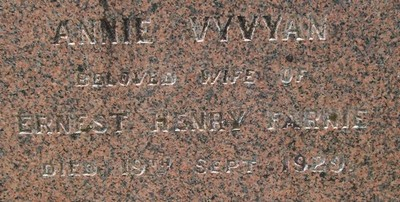 ANNIE VYVYAN
BELOVED WIFE OF
ERNEST HENRY FARNIE
DIED SEPT 1929.